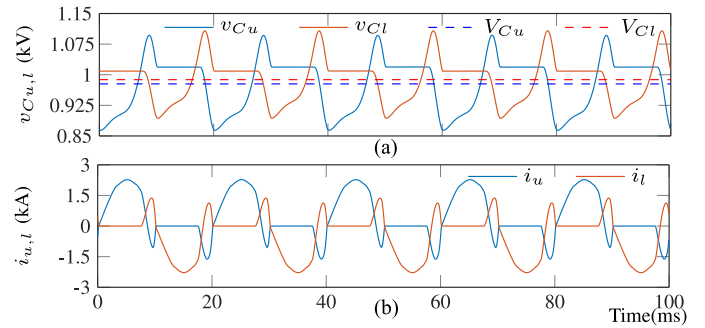 v_{Cu} v_{Cl} V_{Cu} V_{Cl}
v_{Cu,l} (kV)
1.15
1.075
1
0.925
0.85
(a)
i_u i_l
i_{u,l} (kA)
3
1.5
0
-1.5
-3
0 20 40 60 80 100
(b)
Time(ms)